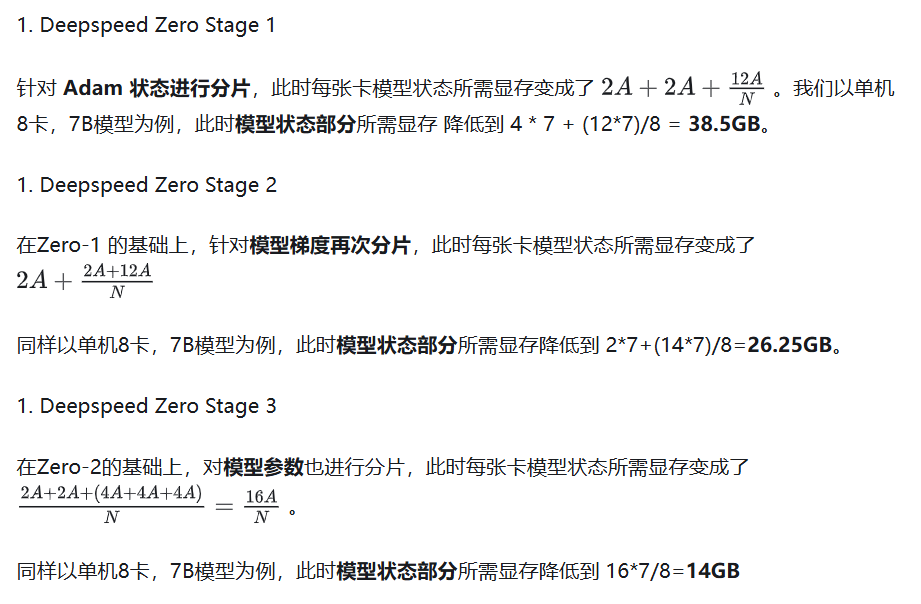 1. Deepspeed Zero Stage 1
针对 Adam 状态进行分片，此时每张卡模型状态所需显存变成了 2A + 2A + \frac{12A}{N} 。我们以单机
8卡，7B模型为例，此时模型状态部分所需显存 降低到 4 * 7 + (12*7)/8 = 38.5GB。
1. Deepspeed Zero Stage 2
在Zero-1 的基础上，针对模型梯度再次分片，此时每张卡模型状态所需显存变成了
2A + \frac{2A+12A}{N}
同样以单机8卡，7B模型为例，此时模型状态部分所需显存降低到 2*7+(14*7)/8=26.25GB。
1. Deepspeed Zero Stage 3
在Zero-2的基础上，对模型参数也进行分片，此时每张卡模型状态所需显存变成了
\frac{2A+2A+(4A+4A+4A)}{N} = \frac{16A}{N} 。
同样以单机8卡，7B模型为例，此时模型状态部分所需显存降低到 16*7/8=14GB